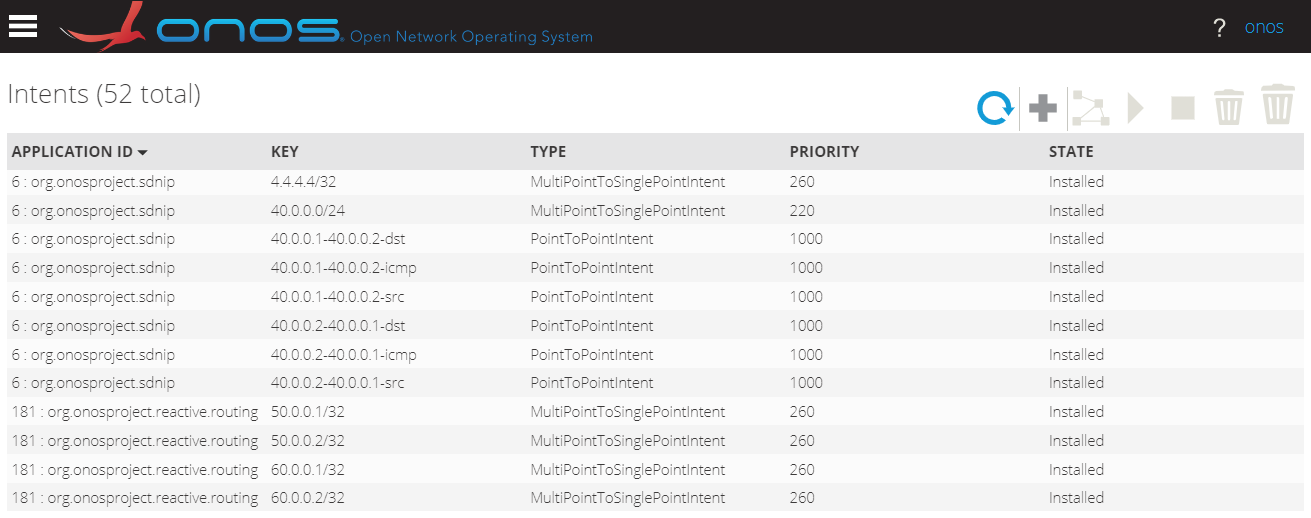 onos Open Network Operating System ? onos
Intents (52 total)
APPLICATION ID KEY TYPE PRIORITY STATE
6 : org.onosproject.sdnip 4.4.4.4/32 MultiPointToSinglePointIntent 260 Installed
6 : org.onosproject.sdnip 40.0.0.0/24 MultiPointToSinglePointIntent 220 Installed
6 : org.onosproject.sdnip 40.0.0.1-40.0.0.2-dst PointToPointIntent 1000 Installed
6 : org.onosproject.sdnip 40.0.0.1-40.0.0.2-icmp PointToPointIntent 1000 Installed
6 : org.onosproject.sdnip 40.0.0.1-40.0.0.2-src PointToPointIntent 1000 Installed
6 : org.onosproject.sdnip 40.0.0.2-40.0.0.1-dst PointToPointIntent 1000 Installed
6 : org.onosproject.sdnip 40.0.0.2-40.0.0.1-icmp PointToPointIntent 1000 Installed
6 : org.onosproject.sdnip 40.0.0.2-40.0.0.1-src PointToPointIntent 1000 Installed
181 : org.onosproject.reactive.routing 50.0.0.1/32 MultiPointToSinglePointIntent 260 Installed
181 : org.onosproject.reactive.routing 50.0.0.2/32 MultiPointToSinglePointIntent 260 Installed
181 : org.onosproject.reactive.routing 60.0.0.1/32 MultiPointToSinglePointIntent 260 Installed
181 : org.onosproject.reactive.routing 60.0.0.2/32 MultiPointToSinglePointIntent 260 Installed